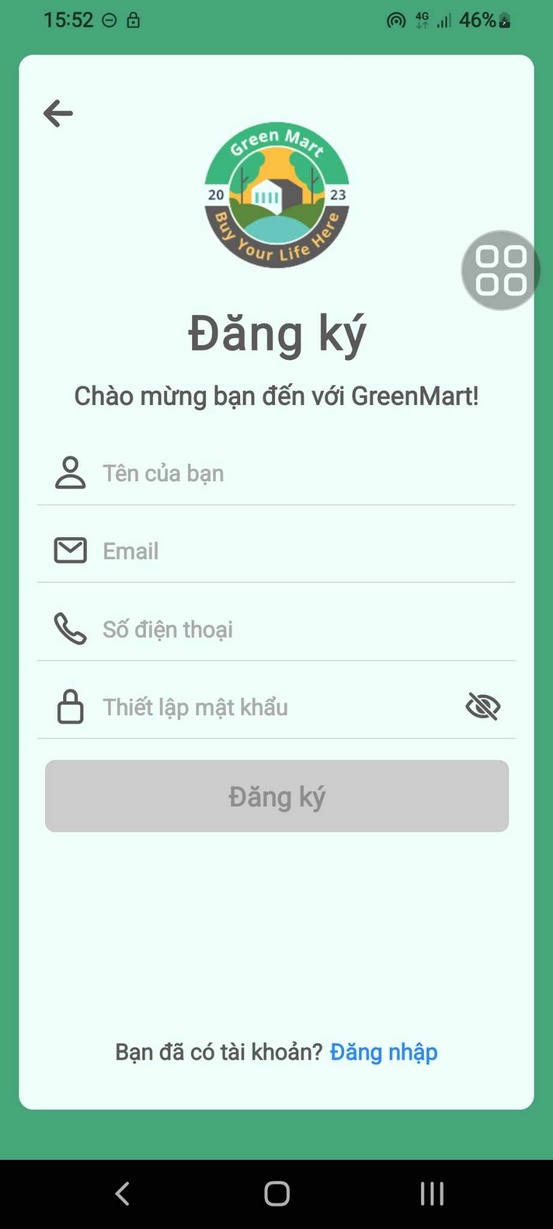 15:52
4G
46%
Green Mart
20 23
Buy Your Life Here
Đăng ký
Chào mừng bạn đến với GreenMart!
Tên của bạn
Email
Số điện thoại
Thiết lập mật khẩu
Đăng ký
Bạn đã có tài khoản? Đăng nhập